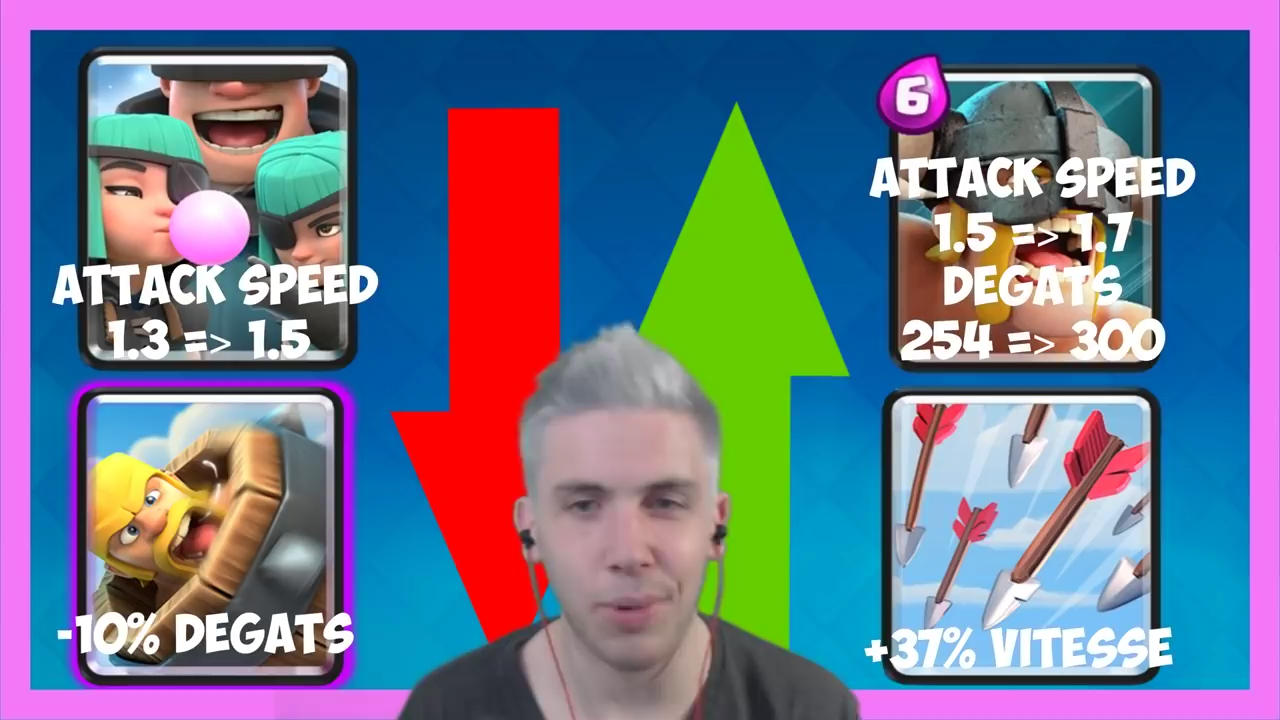 ATTACK SPEED
1.3 => 1.5
-10% DEGATS
6
ATTACK SPEED
1.5 => 1.7
DEGATS
254 => 300
+37% VITESSE